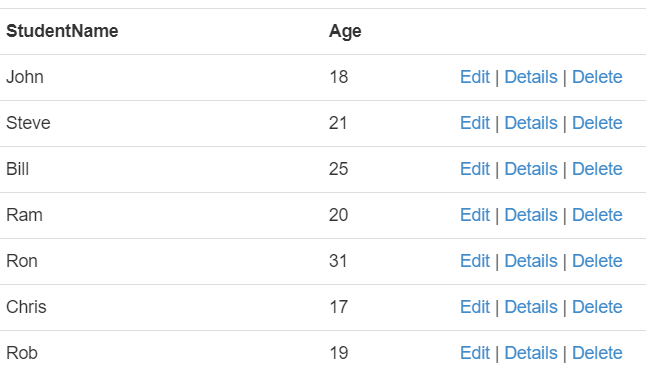 StudentName Age
John 18 Edit | Details | Delete
Steve 21 Edit | Details | Delete
Bill 25 Edit | Details | Delete
Ram 20 Edit | Details | Delete
Ron 31 Edit | Details | Delete
Chris 17 Edit | Details | Delete
Rob 19 Edit | Details | Delete